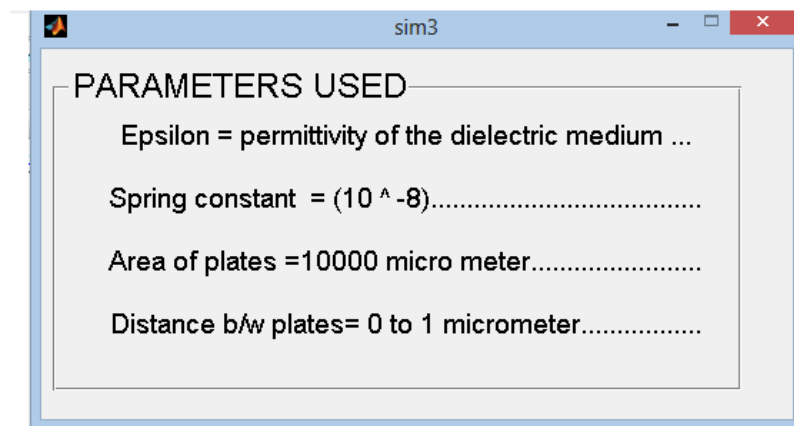 sim3
PARAMETERS USED
Epsilon = permittivity of the dielectric medium ...
Spring constant  = (10 ^ -8).....................................
Area of plates =10000 micro meter........................
Distance b/w plates= 0 to 1 micrometer.................